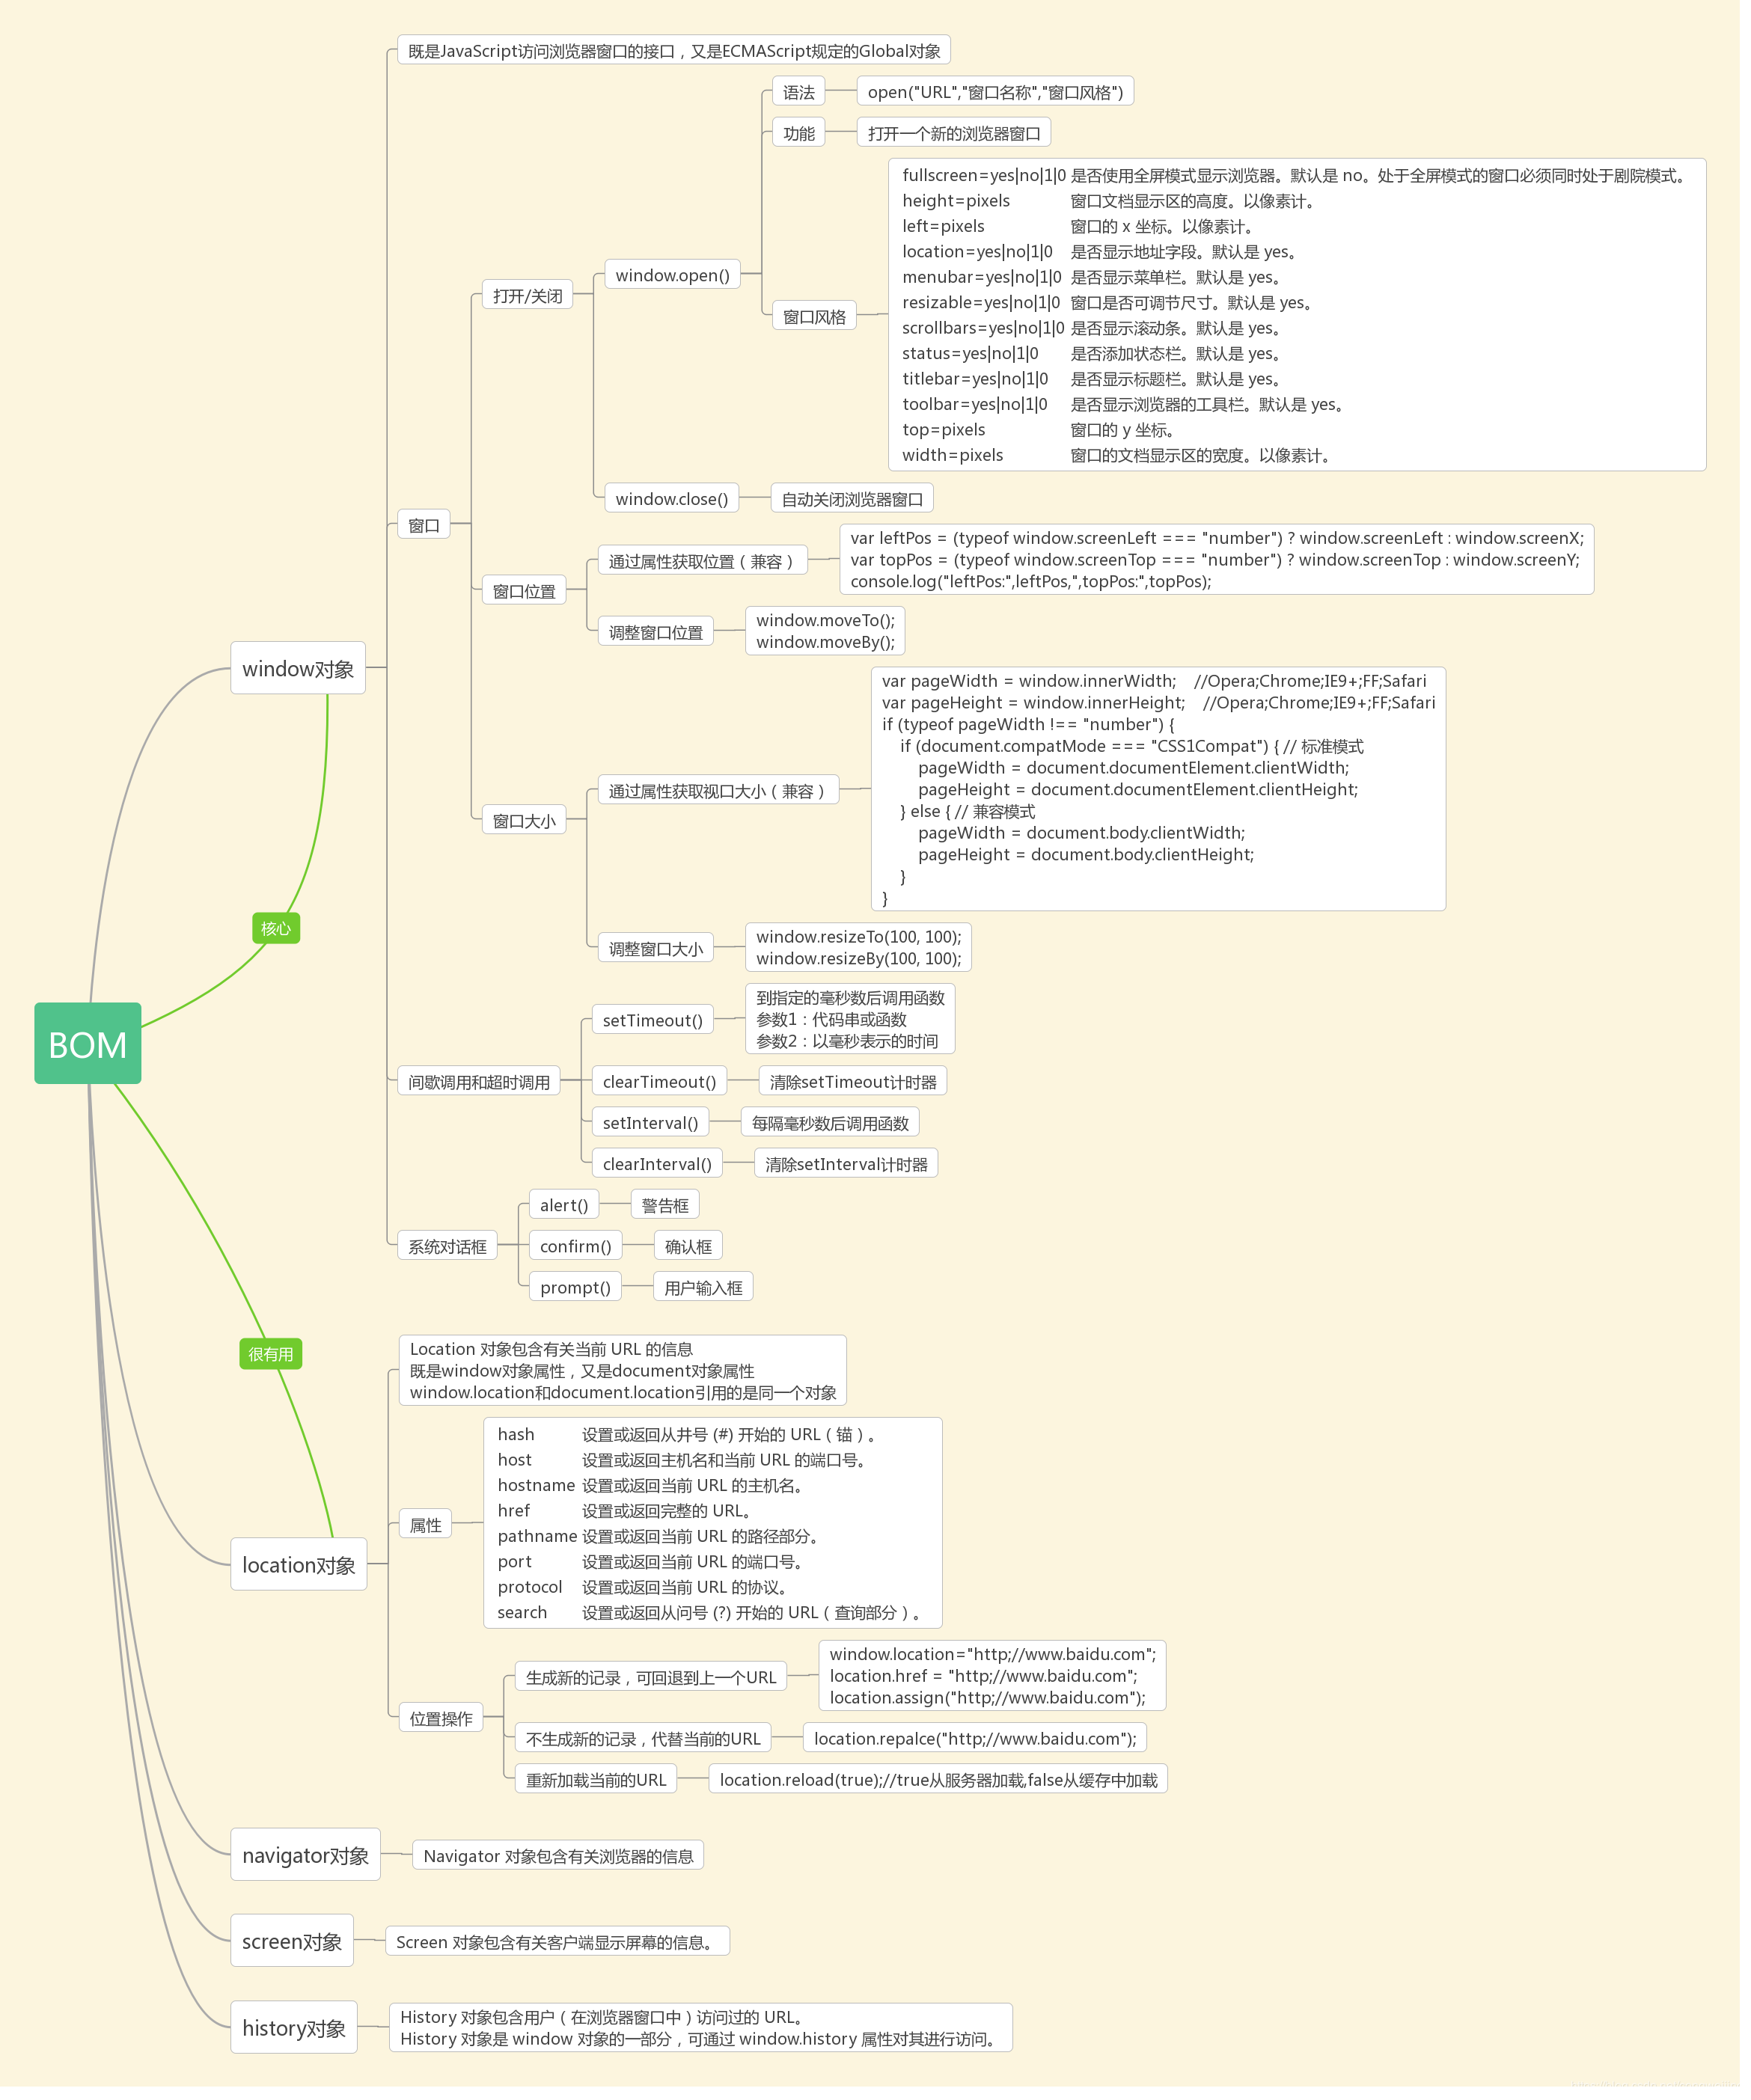 既是JavaScript访问浏览器窗口的接口，又是ECMAScript规定的Global对象
语法
open("URL","窗口名称","窗口风格")
功能
打开一个新的浏览器窗口
fullscreen=yes|no|1|0 是否使用全屏模式显示浏览器。默认是 no。处于全屏模式的窗口必须同时处于剧院模式。
height=pixels 窗口文档显示区的高度。以像素计。
left=pixels 窗口的 x 坐标。以像素计。
location=yes|no|1|0 是否显示地址字段。默认是 yes。
menubar=yes|no|1|0 是否显示菜单栏。默认是 yes。
resizable=yes|no|1|0 窗口是否可调节尺寸。默认是 yes。
scrollbars=yes|no|1|0 是否显示滚动条。默认是 yes。
status=yes|no|1|0 是否添加状态栏。默认是 yes。
titlebar=yes|no|1|0 是否显示标题栏。默认是 yes。
toolbar=yes|no|1|0 是否显示浏览器的工具栏。默认是 yes。
top=pixels 窗口的 y 坐标。
width=pixels 窗口的文档显示区的宽度。以像素计。
窗口风格
window.open()
打开/关闭
window.close()
自动关闭浏览器窗口
窗口
窗口位置
通过属性获取位置（兼容）
var leftPos = (typeof window.screenLeft === "number") ? window.screenLeft : window.screenX;
var topPos = (typeof window.screenTop === "number") ? window.screenTop : window.screenY;
console.log("leftPos:",leftPos,",topPos:",topPos);
调整窗口位置
window.moveTo();
window.moveBy();
window对象
窗口大小
通过属性获取视口大小（兼容）
var pageWidth = window.innerWidth; //Opera;Chrome;IE9+;FF;Safari
var pageHeight = window.innerHeight; //Opera;Chrome;IE9+;FF;Safari
if (typeof pageWidth !== "number") {
if (document.compatMode === "CSS1Compat") { // 标准模式
pageWidth = document.documentElement.clientWidth;
pageHeight = document.documentElement.clientHeight;
} else { // 兼容模式
pageWidth = document.body.clientWidth;
pageHeight = document.body.clientHeight;
}
}
调整窗口大小
window.resizeTo(100, 100);
window.resizeBy(100, 100);
核心
BOM
间歇调用和超时调用
setTimeout()
到指定的毫秒数后调用函数
参数1：代码串或函数
参数2：以毫秒表示的时间
clearTimeout()
清除setTimeout计时器
setInterval()
每隔毫秒数后调用函数
clearInterval()
清除setInterval计时器
系统对话框
alert()
警告框
confirm()
确认框
prompt()
用户输入框
很有用
location对象
Location 对象包含有关当前 URL 的信息
既是window对象属性，又是document对象属性
window.location和document.location引用的是同一个对象
属性
hash 设置或返回从井号 (#) 开始的 URL（锚）。
host 设置或返回主机名和当前 URL 的端口号。
hostname 设置或返回当前 URL 的主机名。
href 设置或返回完整的 URL。
pathname 设置或返回当前 URL 的路径部分。
port 设置或返回当前 URL 的端口号。
protocol 设置或返回当前 URL 的协议。
search 设置或返回从问号 (?) 开始的 URL（查询部分）。
位置操作
生成新的记录，可回退到上一个URL
window.location="http;//www.baidu.com";
location.href = "http;//www.baidu.com";
location.assign("http;//www.baidu.com");
不生成新的记录，代替当前的URL
location.repalce("http;//www.baidu.com");
重新加载当前的URL
location.reload(true);//true从服务器加载,false从缓存中加载
navigator对象
Navigator 对象包含有关浏览器的信息
screen对象
Screen 对象包含有关客户端显示屏幕的信息。
history对象
History 对象包含用户（在浏览器窗口中）访问过的 URL。
History 对象是 window 对象的一部分，可通过 window.history 属性对其进行访问。